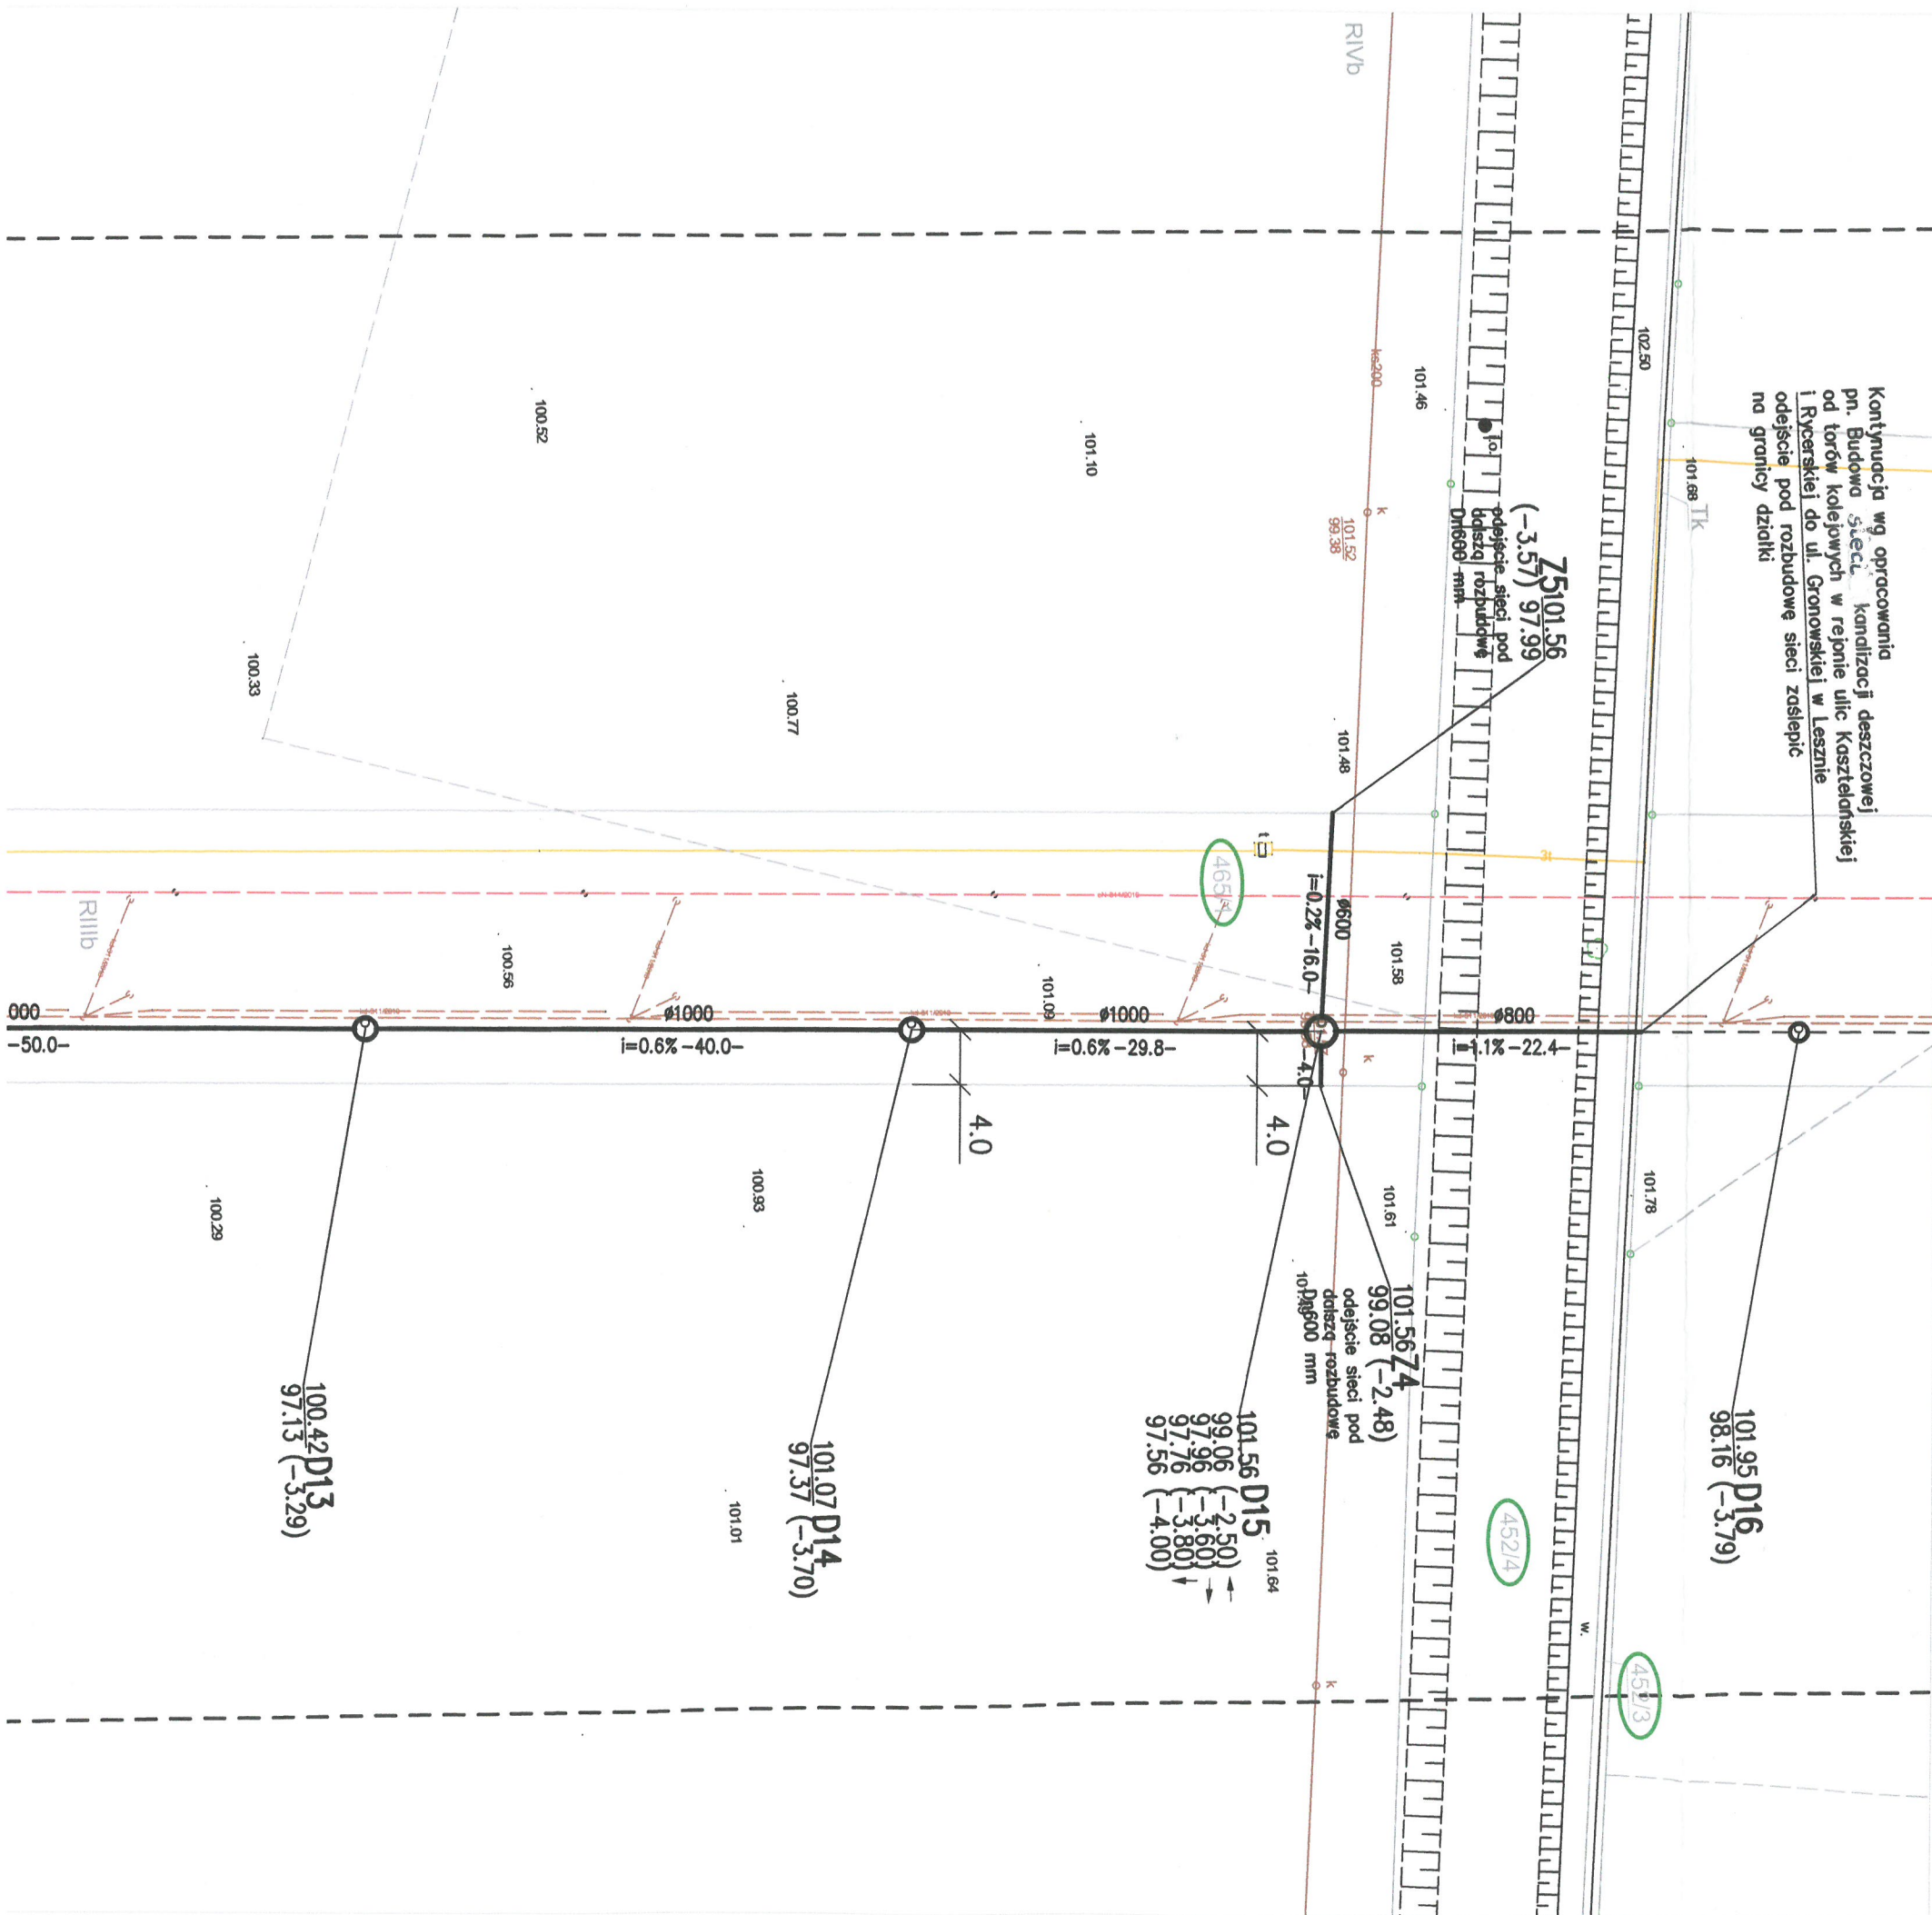 Kontynuacja wg opracowania
pn. Budowa sieci kanalizacji deszczowej
od torów kolejowych w rejonie ulic Kasztelańskiej
i Rycerskiej do ul. Gronowskiej w Lesznie
odejście pod rozbudowę sieci zaślepić
na granicy działki
RIVb
102.50
101.68
Tk
101.46
ks200
f.o.
k
101.52
99.38
101.10
100.52
100.33
100.77
Z5
101.56
(-3.57) 97.99
odejście sieci pod
dalszą rozbudowę
Dn600 mm
101.48
t
3t
465/4
ø600
i=0.2% -16.0-
101.58
RIIIb
100.56
101.09
000
-50.0-
ø1000
i=0.6% -40.0-
ø1000
i=0.6% -29.8-
ø800
i=1.1% -22.4-
-4.0-
k
4.0
4.0
101.78
101.61
100.93
100.29
101.56 Z4
99.08 (-2.48)
odejście sieci pod
dalszą rozbudowę
Dn600 mm
101.95 D16
98.16 (-3.79)
101.56 D15
99.06 (-2.50)
97.96 (-3.60)
97.76 (-3.80)
97.56 (-4.00)
101.07 D14
97.37 (-3.70)
100.42 D13
97.13 (-3.29)
101.64
101.01
452/4
w.
452/3
k